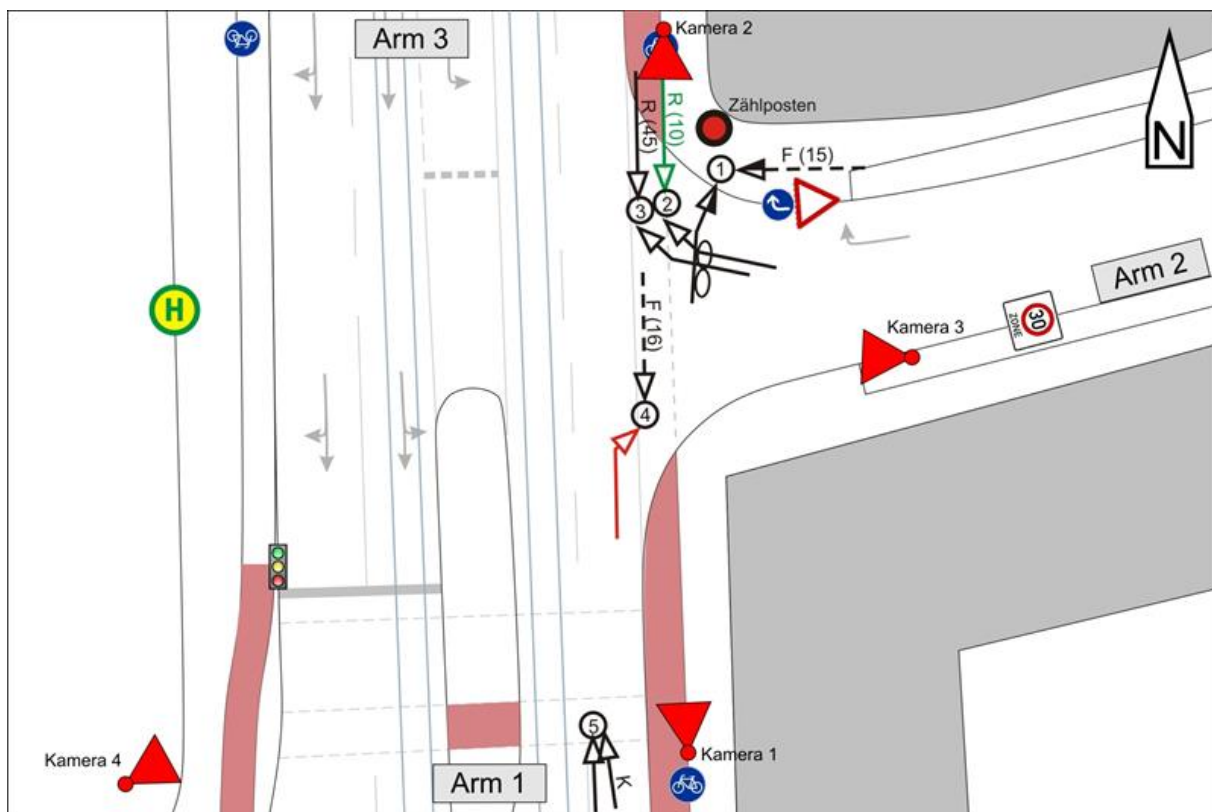 Arm 3
Kamera 2
Zählposten
N
R (45)
R (10)
F (15)
1
2
3
Arm 2
H
F (16)
Kamera 3
30
ZONE
4
5
Kamera 4
Arm 1
K
Kamera 1